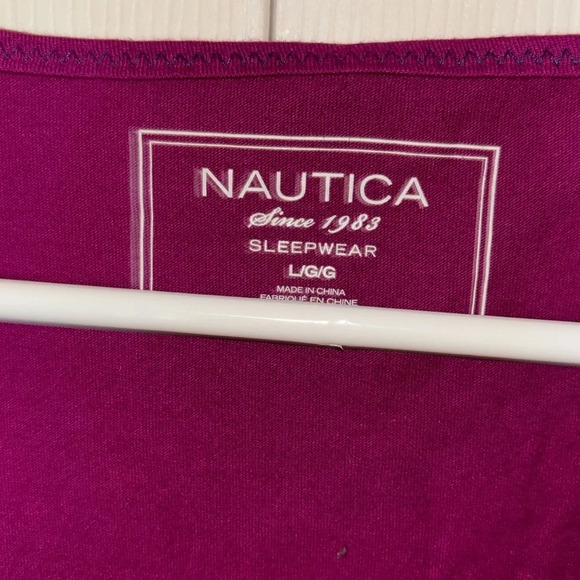 NAUTICA
Since 1983
SLEEPWEAR
L/G/G
MADE IN CHINA
FABRIQUÉ EN CHINE